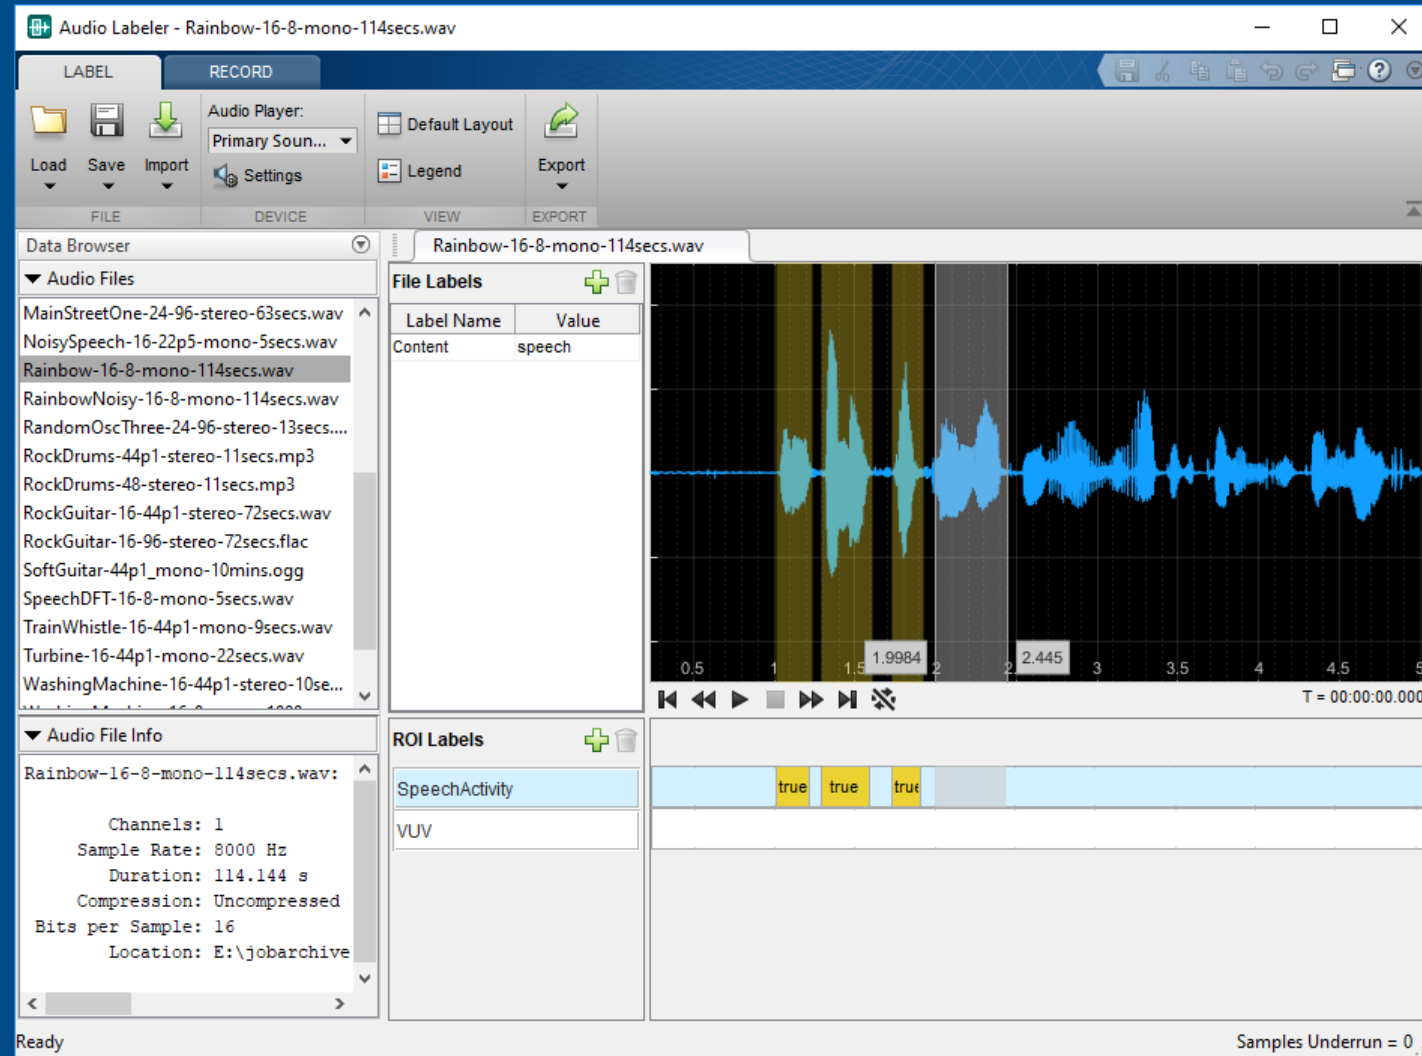 Audio Labeler - Rainbow-16-8-mono-114secs.wav
LABEL RECORD
Audio Player:
Primary Soun...
Load Save Import
Settings
Default Layout
Legend
Export
FILE DEVICE VIEW EXPORT
Data Browser
Audio Files
MainStreetOne-24-96-stereo-63secs.wav
NoisySpeech-16-22p5-mono-5secs.wav
Rainbow-16-8-mono-114secs.wav
RainbowNoisy-16-8-mono-114secs.wav
RandomOscThree-24-96-stereo-13secs....
RockDrums-44p1-stereo-11secs.mp3
RockDrums-48-stereo-11secs.mp3
RockGuitar-16-44p1-stereo-72secs.wav
RockGuitar-16-96-stereo-72secs.flac
SoftGuitar-44p1_mono-10mins.ogg
SpeechDFT-16-8-mono-5secs.wav
TrainWhistle-16-44p1-mono-9secs.wav
Turbine-16-44p1-mono-22secs.wav
WashingMachine-16-44p1-stereo-10se...
Audio File Info
Rainbow-16-8-mono-114secs.wav:
Channels: 1
Sample Rate: 8000 Hz
Duration: 114.144 s
Compression: Uncompressed
Bits per Sample: 16
Location: E:\jobarchive
Rainbow-16-8-mono-114secs.wav
File Labels
Label Name Value
Content speech
0.5 1 1.5 1.9984 2 2. 2.445 3 3.5 4 4.5 5
T = 00:00:00.000
ROI Labels
SpeechActivity true true true
VUV
Ready
Samples Underrun = 0